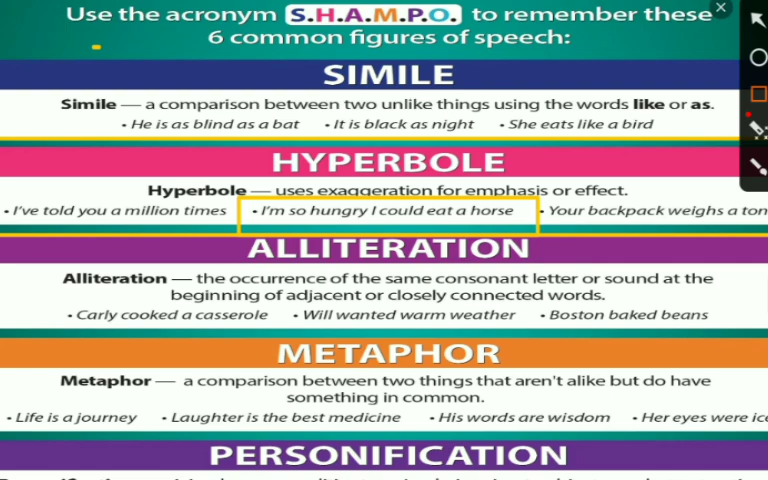 Use the acronym S.H.A.M.P.O. to remember these
6 common figures of speech:
SIMILE
Simile — a comparison between two unlike things using the words like or as.
• He is as blind as a bat • It is black as night • She eats like a bird
HYPERBOLE
Hyperbole — uses exaggeration for emphasis or effect.
• I've told you a million times • I'm so hungry I could eat a horse • Your backpack weighs a ton
ALLITERATION
Alliteration — the occurrence of the same consonant letter or sound at the
beginning of adjacent or closely connected words.
• Carly cooked a casserole • Will wanted warm weather • Boston baked beans
METAPHOR
Metaphor — a comparison between two things that aren't alike but do have
something in common.
• Life is a journey • Laughter is the best medicine • His words are wisdom • Her eyes were ice
PERSONIFICATION